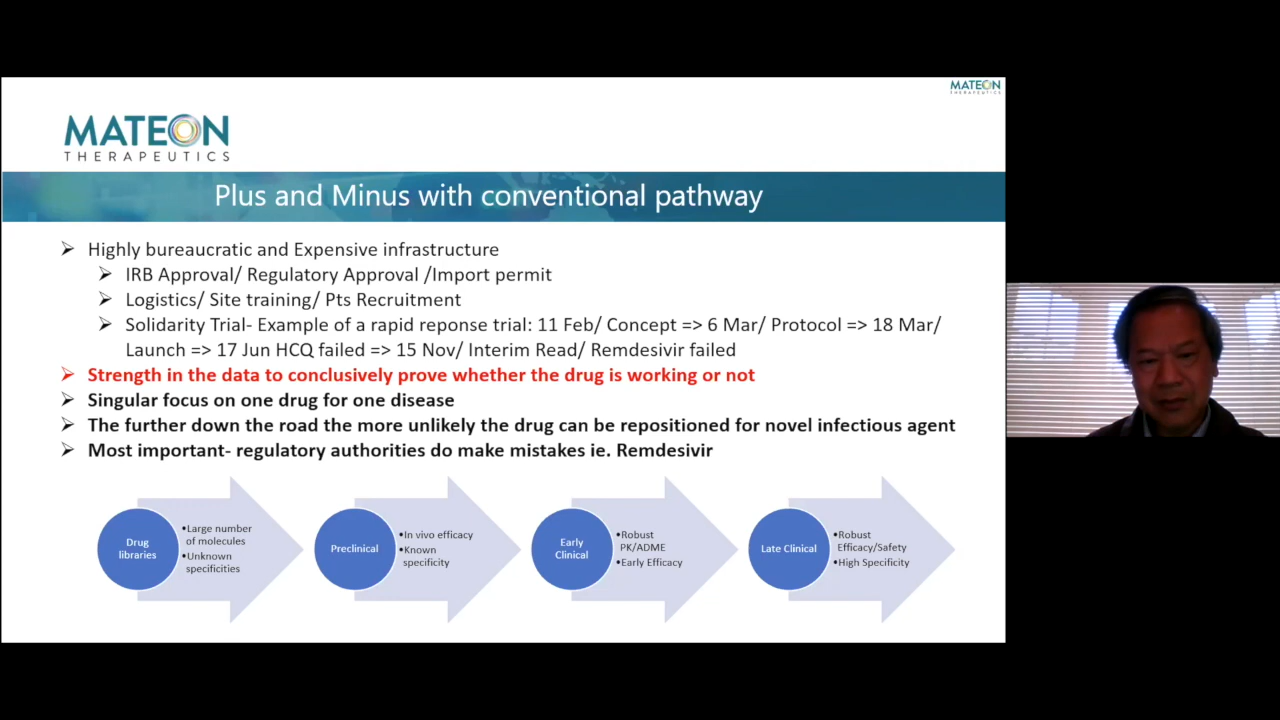 MATEON
THERAPEUTICS
MATEON
THERAPEUTICS
Plus and Minus with conventional pathway
Highly bureaucratic and Expensive infrastructure
IRB Approval/ Regulatory Approval /Import permit
Logistics/ Site training/ Pts Recruitment
Solidarity Trial- Example of a rapid reponse trial: 11 Feb/ Concept => 6 Mar/ Protocol => 18 Mar/
Launch => 17 Jun HCQ failed => 15 Nov/ Interim Read/ Remdesivir failed
Strength in the data to conclusively prove whether the drug is working or not
Singular focus on one drug for one disease
The further down the road the more unlikely the drug can be repositioned for novel infectious agent
Most important- regulatory authorities do make mistakes ie. Remdesivir
Drug
libraries
•Large number
of molecules
•Unknown
specificities
Preclinical
•In vivo efficacy
•Known
specificity
Early
Clinical
•Robust
PK/ADME
•Early Efficacy
Late Clinical
•Robust
Efficacy/Safety
•High Specificity